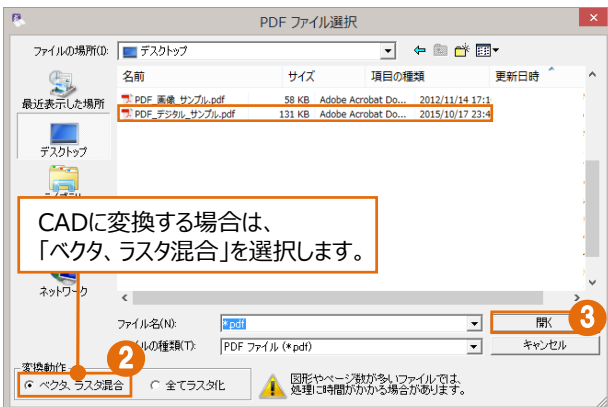 PDF ファイル選択
ファイルの場所(I):
デスクトップ
名前 サイズ 項目の種類 更新日時
PDF_画像_サンプル.pdf 58 KB Adobe Acrobat Do... 2012/11/14 17:1
PDF_デジタル_サンプル.pdf 131 KB Adobe Acrobat Do... 2015/10/17 23:4
最近表示した場所
デスクトップ
CADに変換する場合は、
「ベクタ、ラスタ混合」を選択します。
ネットワーク
ファイル名(N): *.pdf 開く 3
ファイルの種類(T): PDF ファイル (*.pdf) キャンセル
2
変換動作
ベクタ、ラスタ混合 全てラスタ化
図形やページ数が多いファイルでは、
処理に時間がかかる場合があります。